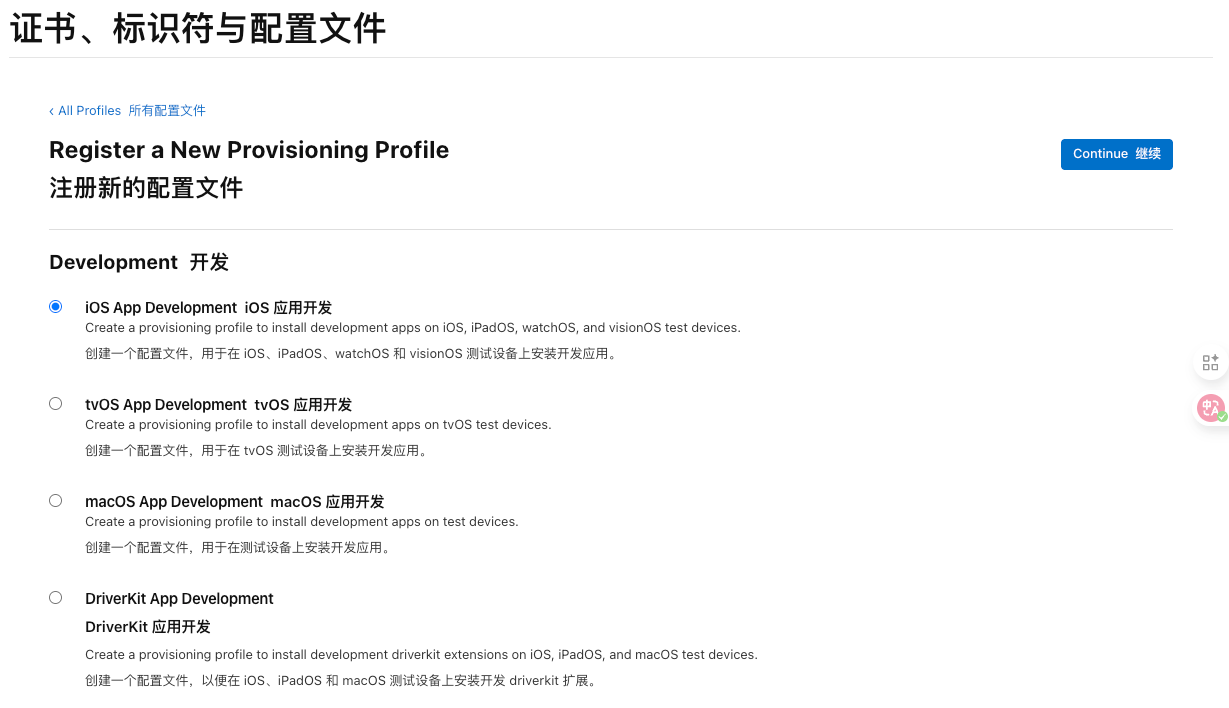 证书、标识符与配置文件
‹ All Profiles 所有配置文件
Register a New Provisioning Profile
Continue 继续
注册新的配置文件
Development 开发
iOS App Development iOS 应用开发
Create a provisioning profile to install development apps on iOS, iPadOS, watchOS, and visionOS test devices.
创建一个配置文件，用于在 iOS、iPadOS、watchOS 和 visionOS 测试设备上安装开发应用。
tvOS App Development tvOS 应用开发
Create a provisioning profile to install development apps on tvOS test devices.
创建一个配置文件，用于在 tvOS 测试设备上安装开发应用。
macOS App Development macOS 应用开发
Create a provisioning profile to install development apps on test devices.
创建一个配置文件，用于在测试设备上安装开发应用。
DriverKit App Development
DriverKit 应用开发
Create a provisioning profile to install development driverkit extensions on iOS, iPadOS, and macOS test devices.
创建一个配置文件，以便在 iOS、iPadOS 和 macOS 测试设备上安装开发 driverkit 扩展。